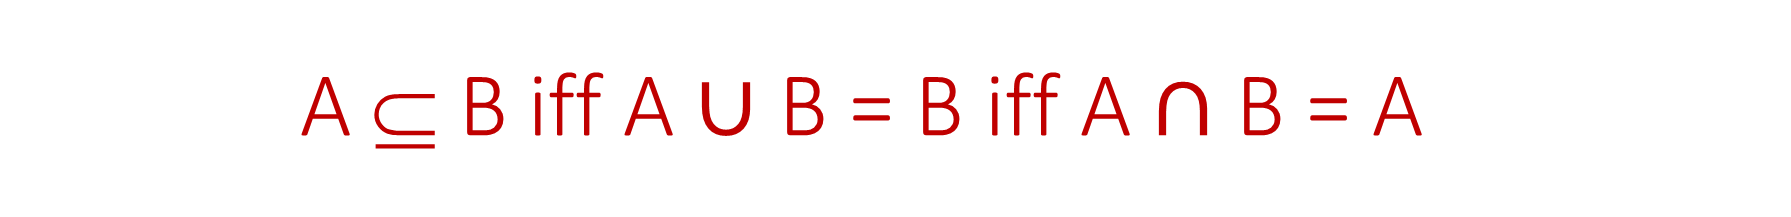 A ⊆ B iff A ∪ B = B iff A ∩ B = A